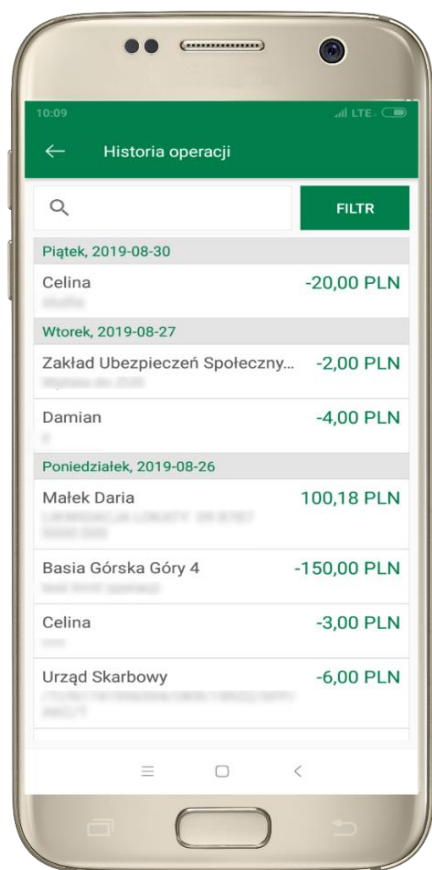 10:09 LTE
Historia operacji
FILTR
Piątek, 2019-08-30
Celina -20,00 PLN
Wtorek, 2019-08-27
Zakład Ubezpieczeń Społeczny... -2,00 PLN
Damian -4,00 PLN
Poniedziałek, 2019-08-26
Małek Daria 100,18 PLN
Basia Górska Góry 4 -150,00 PLN
Celina -3,00 PLN
Urząd Skarbowy -6,00 PLN